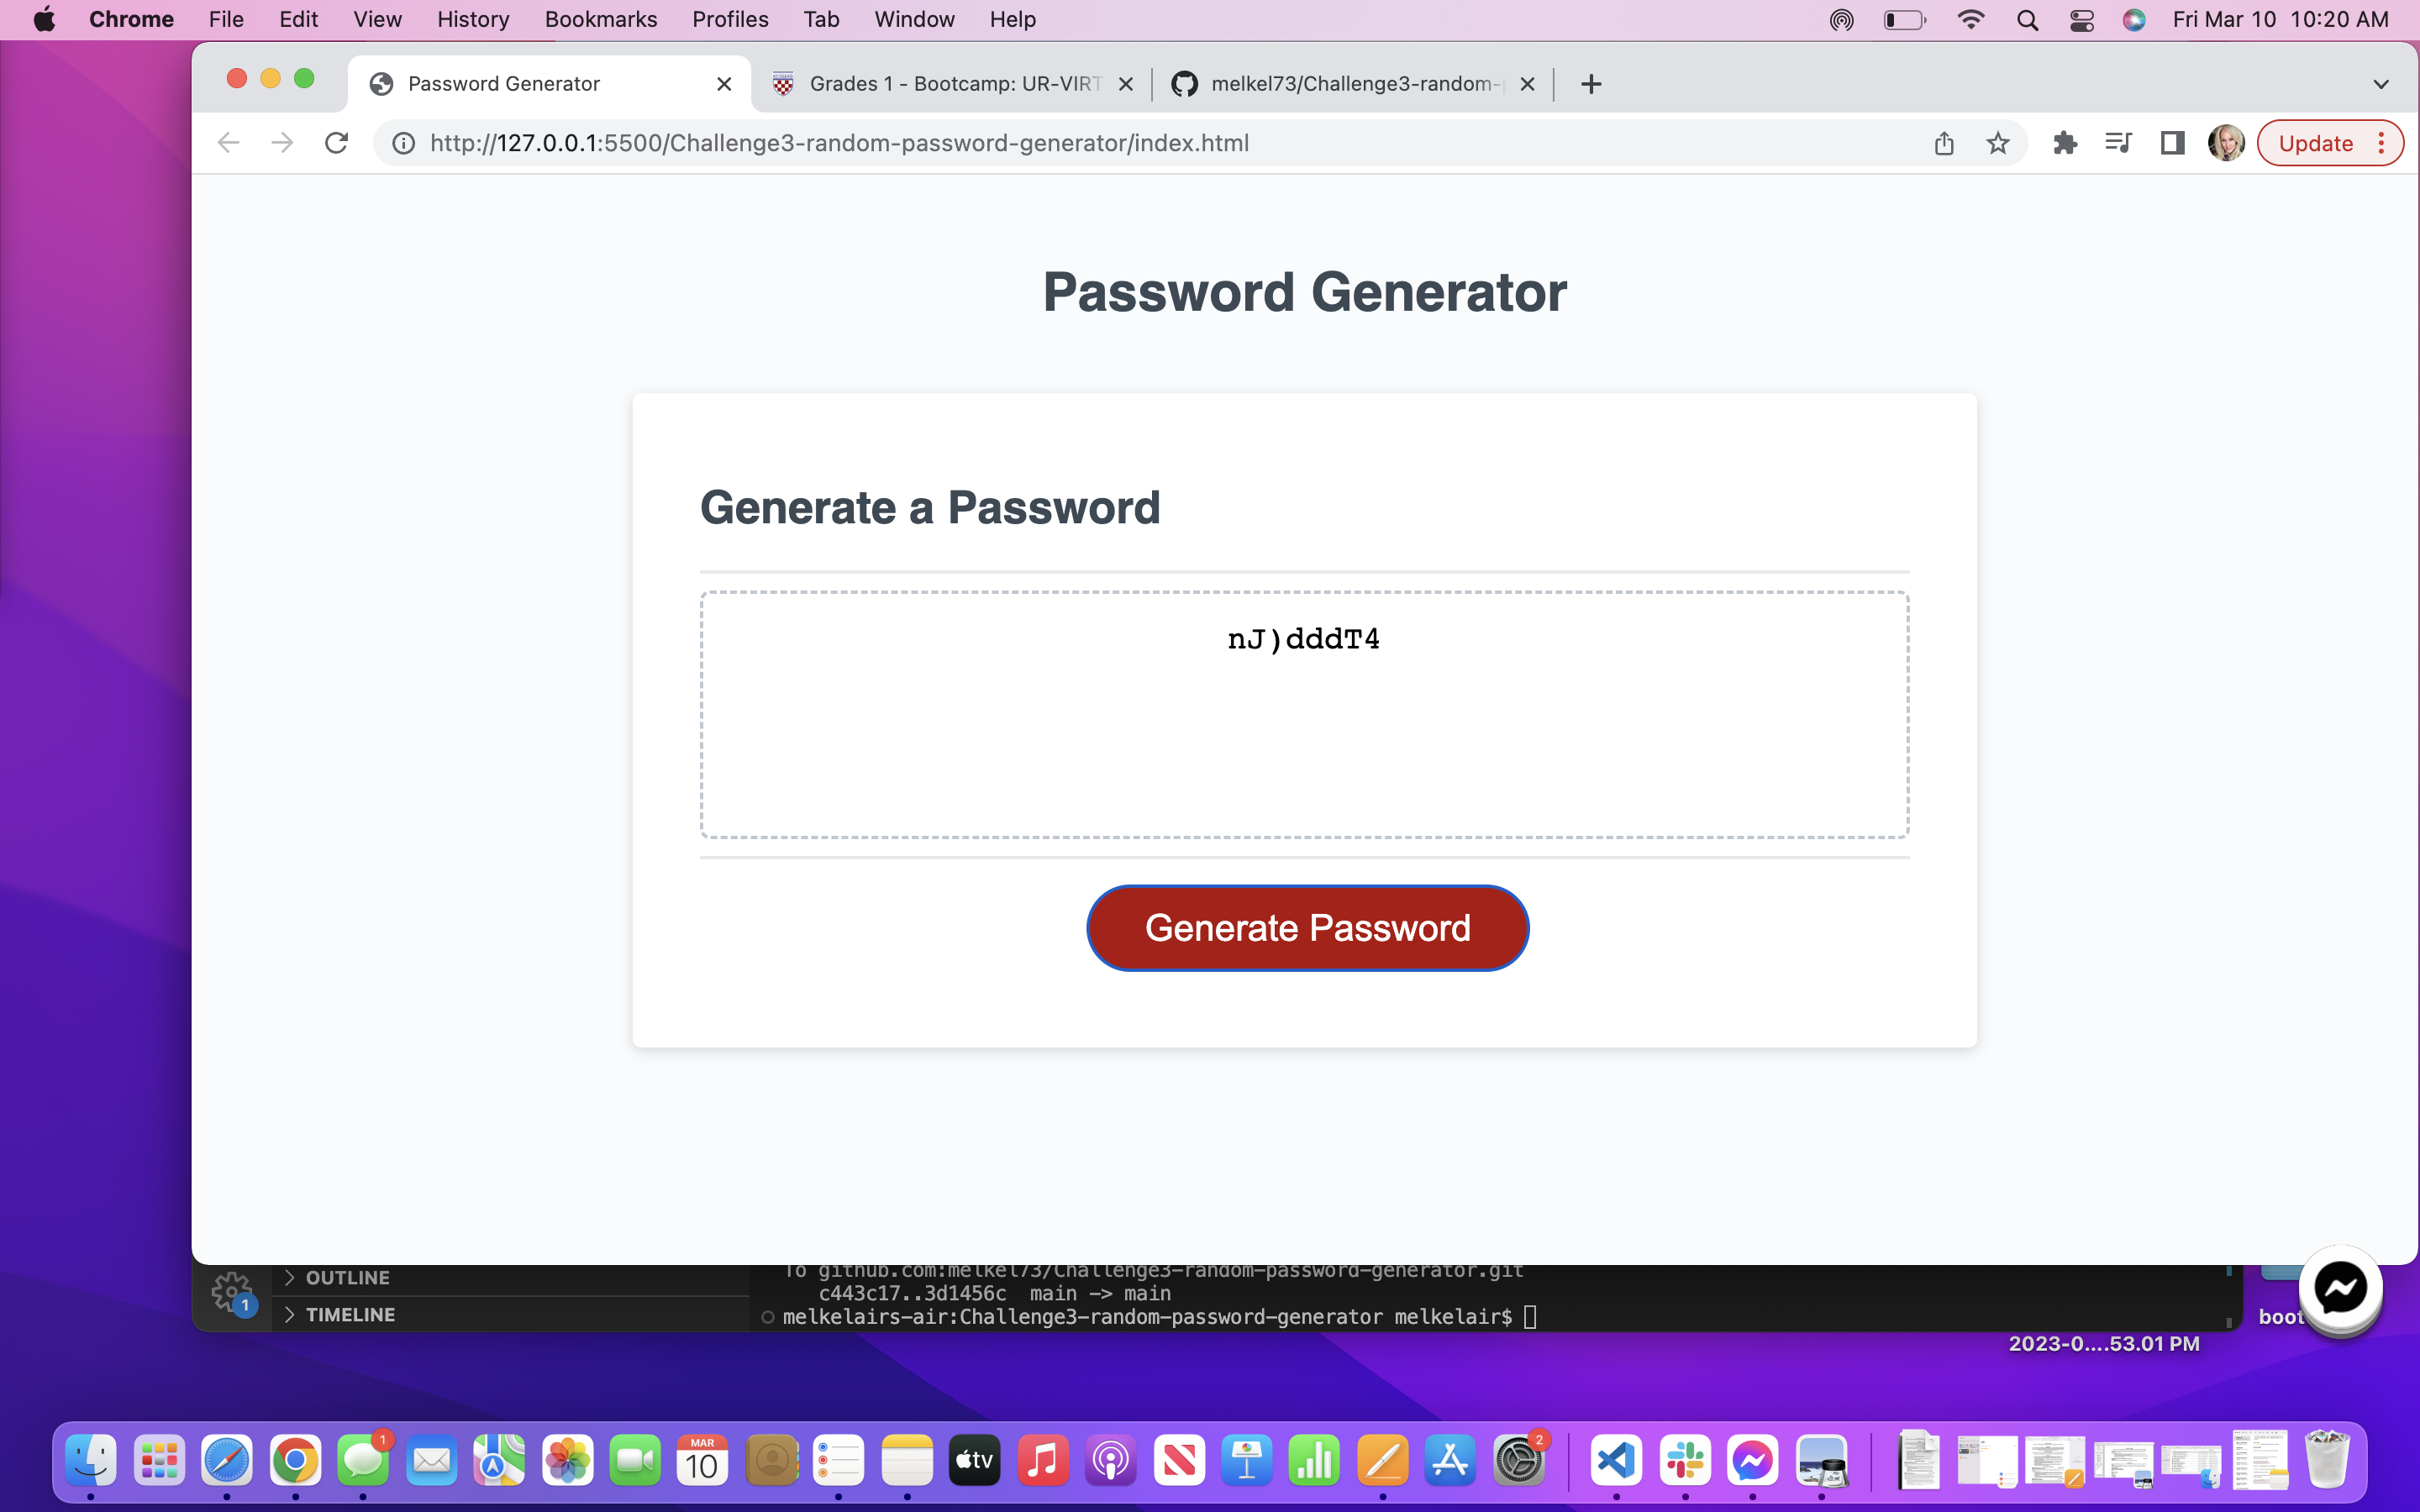 Chrome File Edit View History Bookmarks Profiles Tab Window Help Fri Mar 10 10:20 AM
Password Generator Grades 1 - Bootcamp: UR-VIRT melkel73/Challenge3-random-
http://127.0.0.1:5500/Challenge3-random-password-generator/index.html Update
Password Generator
Generate a Password
nJ)dddT4
Generate Password
OUTLINE
TIMELINE
1
To github.com:melkel73/Challenge3-random-password-generator.git
c443c17..3d1456c main -> main
melkelairs-air:Challenge3-random-password-generator melkelair$
boot
2023-0....53.01 PM
1
MAR
10
tv
2